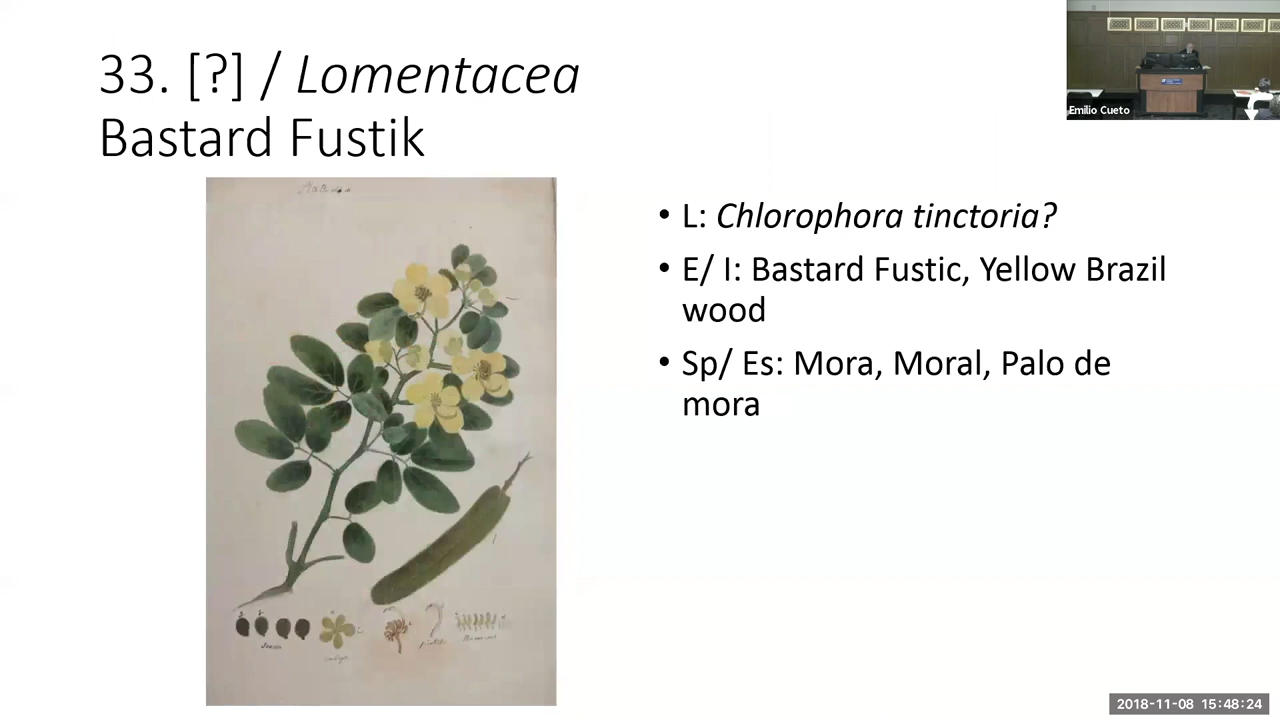 33. [?] / Lomentacea
Bastard Fustik
• L: Chlorophora tinctoria?
• E/ I: Bastard Fustic, Yellow Brazil
wood
• Sp/ Es: Mora, Moral, Palo de
mora
Emilio Cueto
2018-11-08 15:48:24